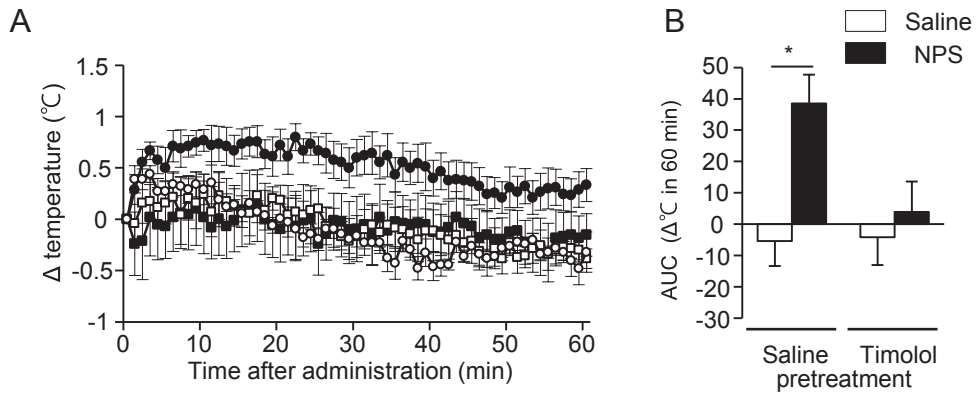 A
Δ temperature (℃)
1.5
1
0.5
0
-0.5
-1
0
10
20
30
40
50
60
Time after administration (min)
B
Saline
NPS
AUC (Δ℃ in 60 min)
50
40
30
20
10
0
-10
-20
-30
*
Saline Timolol
pretreatment